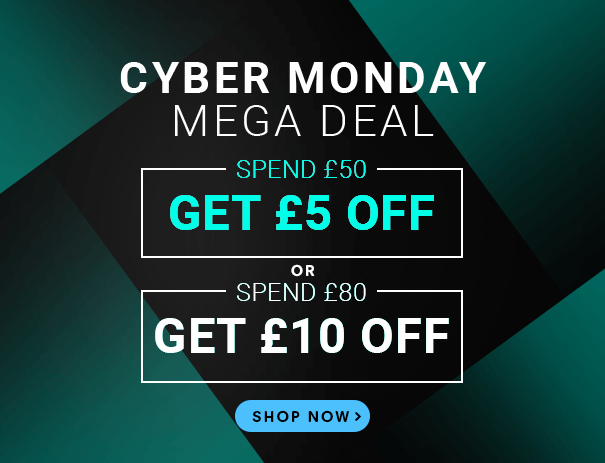 CYBER MONDAY
MEGA DEAL
SPEND £50
GET £5 OFF
OR
SPEND £80
GET £10 OFF
SHOP NOW